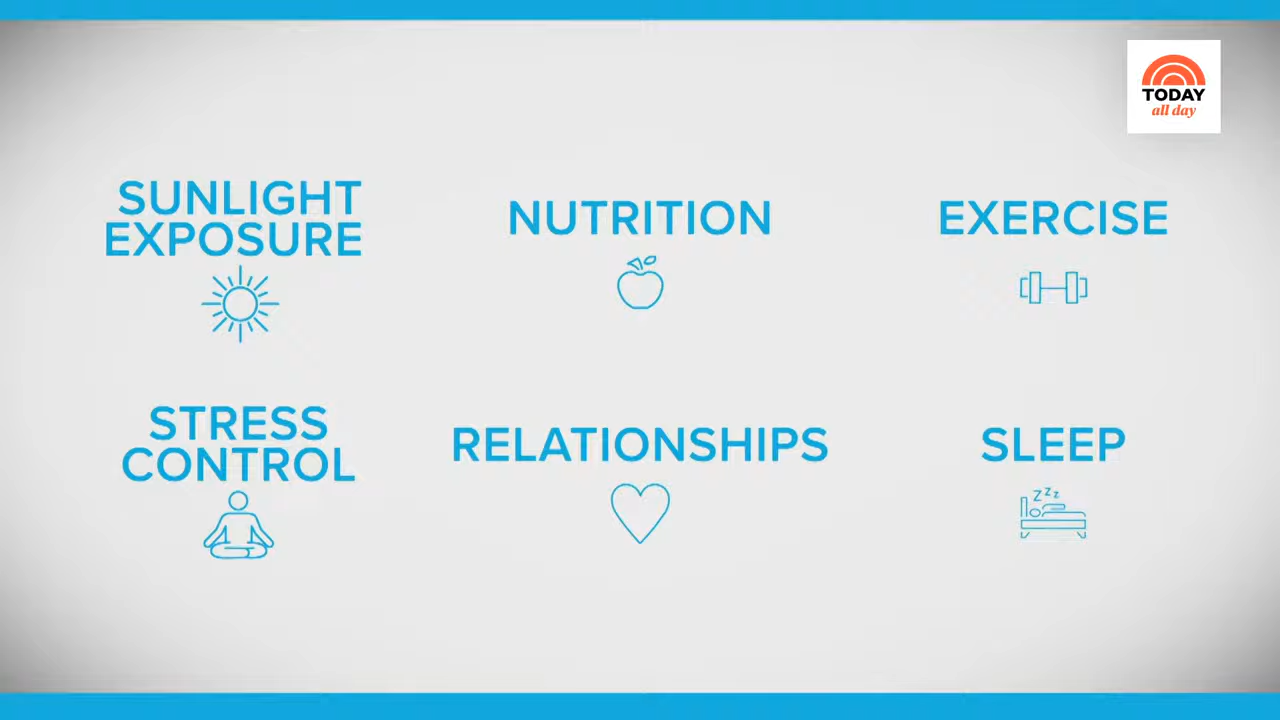 TODAY
all day
SUNLIGHT
EXPOSURE
NUTRITION
EXERCISE
STRESS
CONTROL
RELATIONSHIPS
SLEEP
Z Z Z